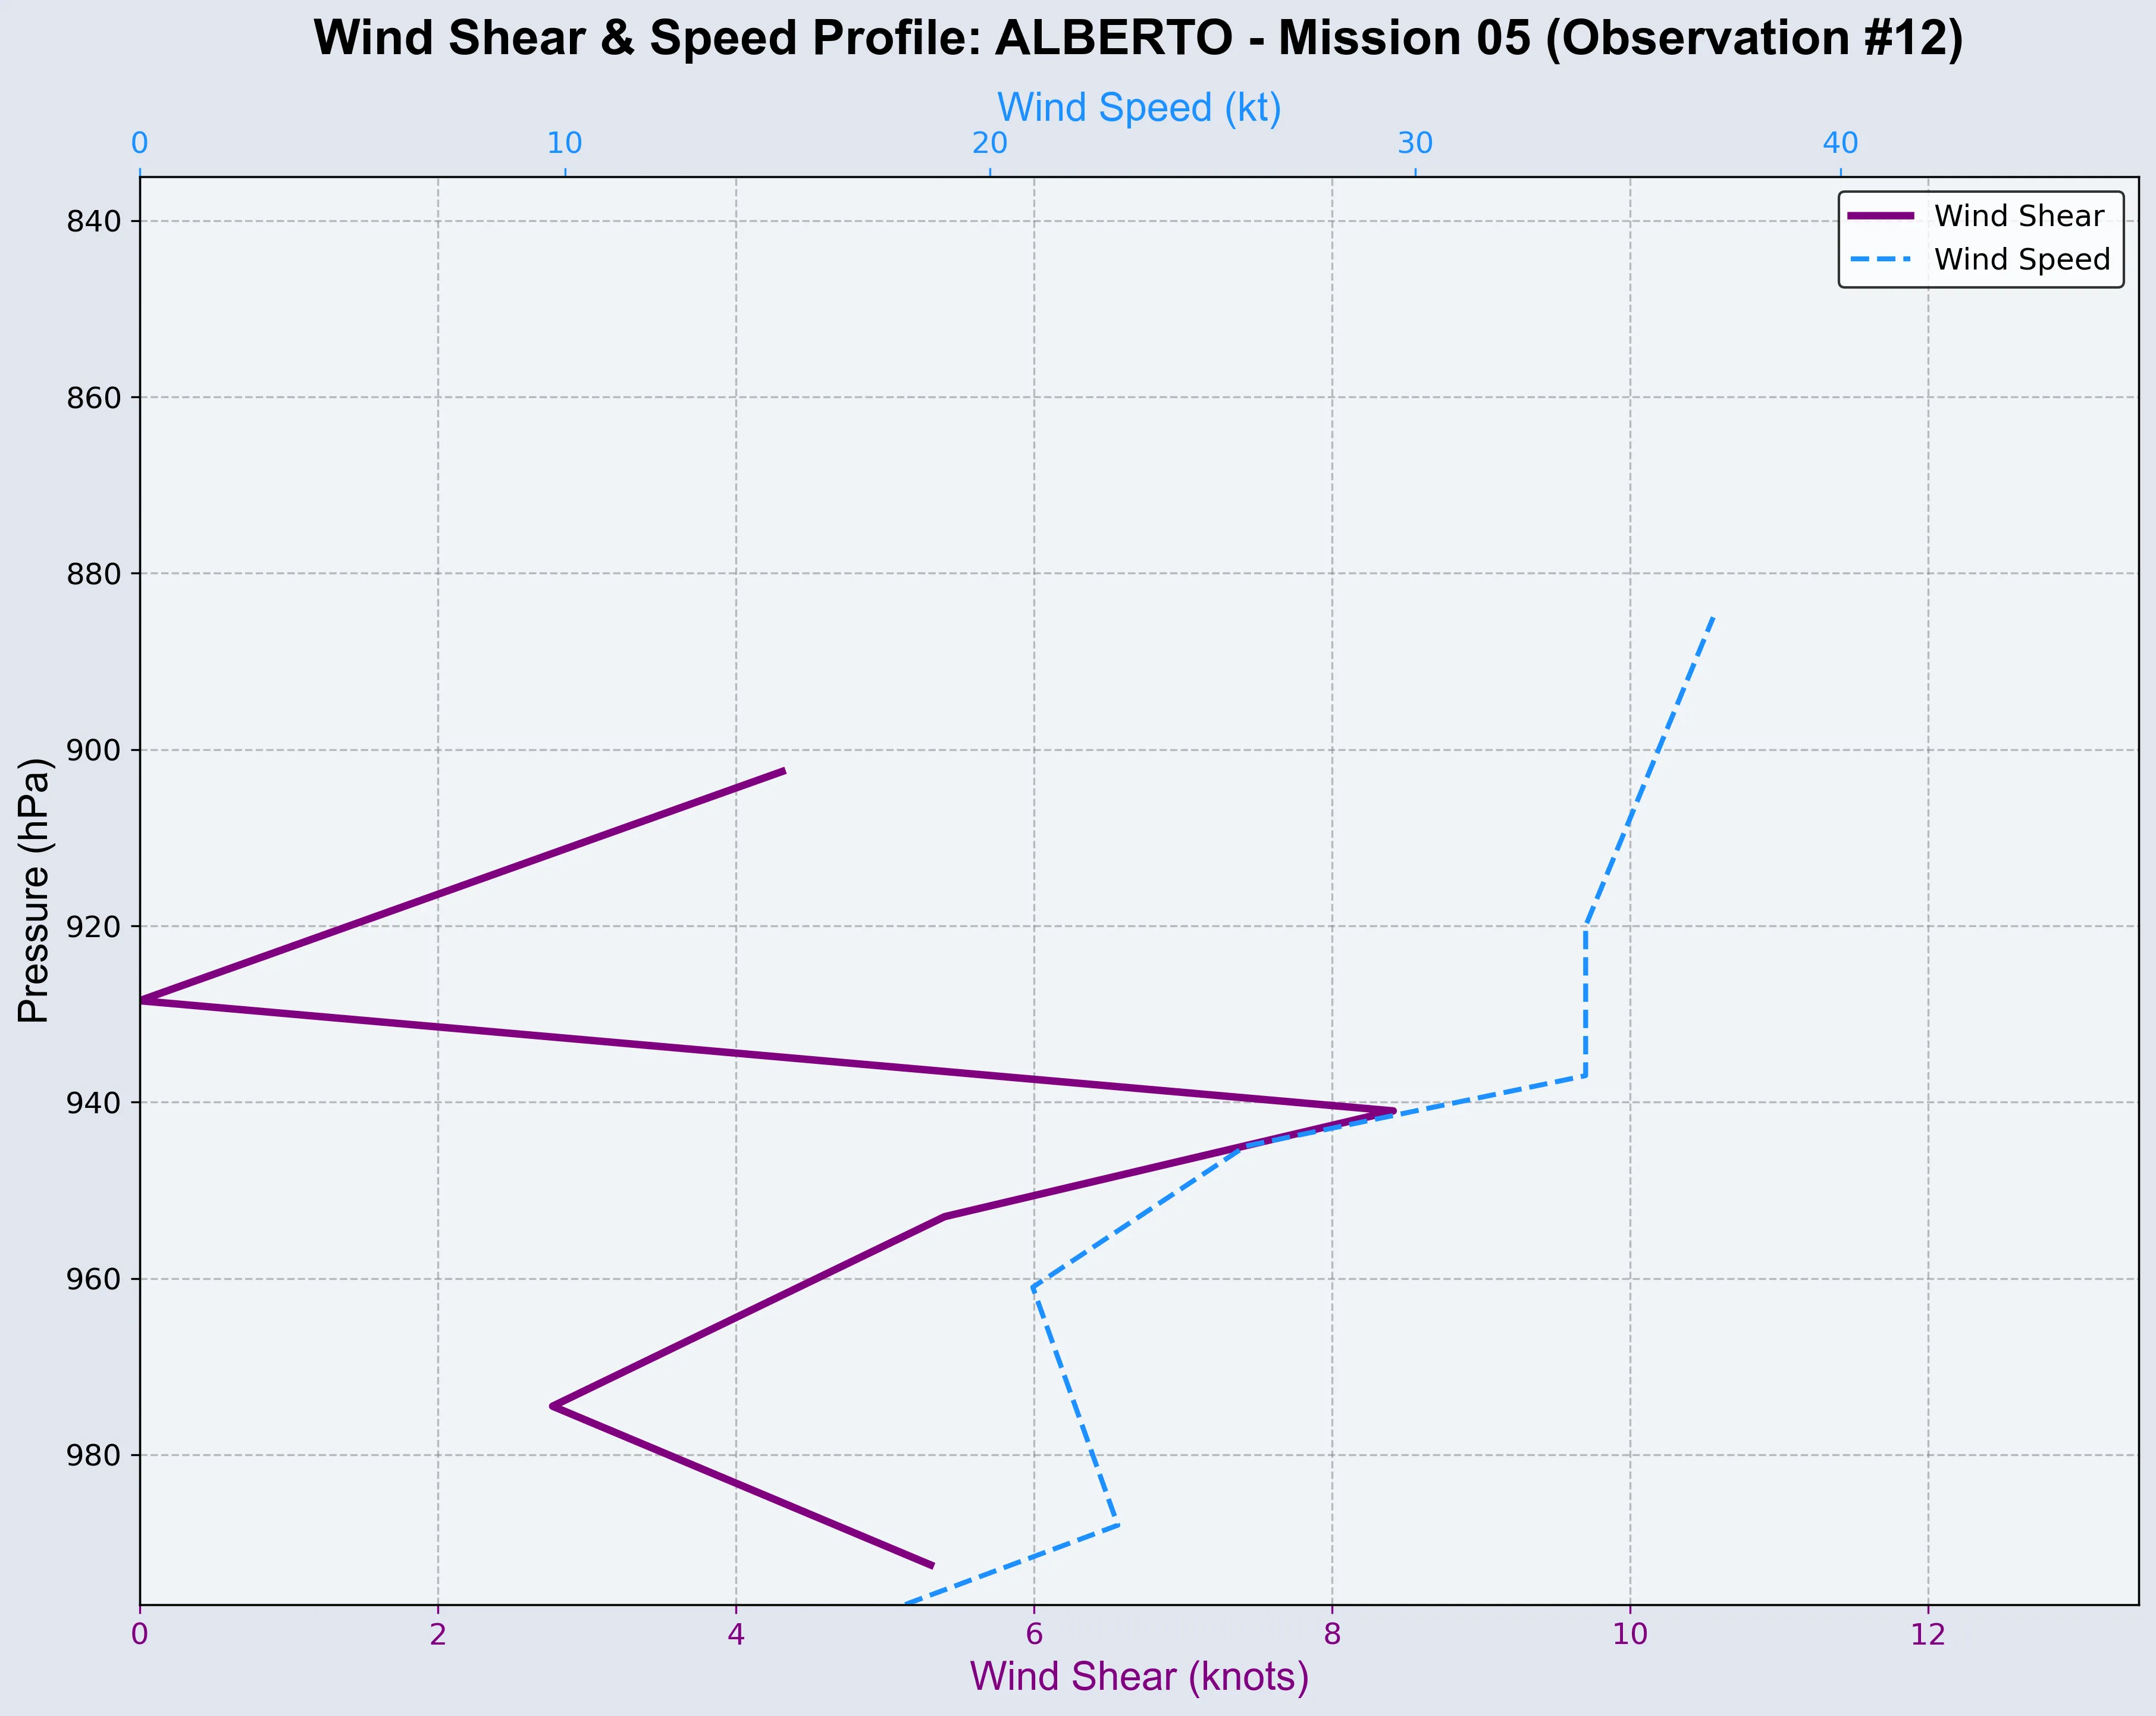 Wind Shear & Speed Profile: ALBERTO - Mission 05 (Observation #12)
Wind Speed (kt)
0 10 20 30 40
Wind Shear
Wind Speed
Pressure (hPa)
840
860
880
900
920
940
960
980
0 2 4 6 8 10 12
Wind Shear (knots)